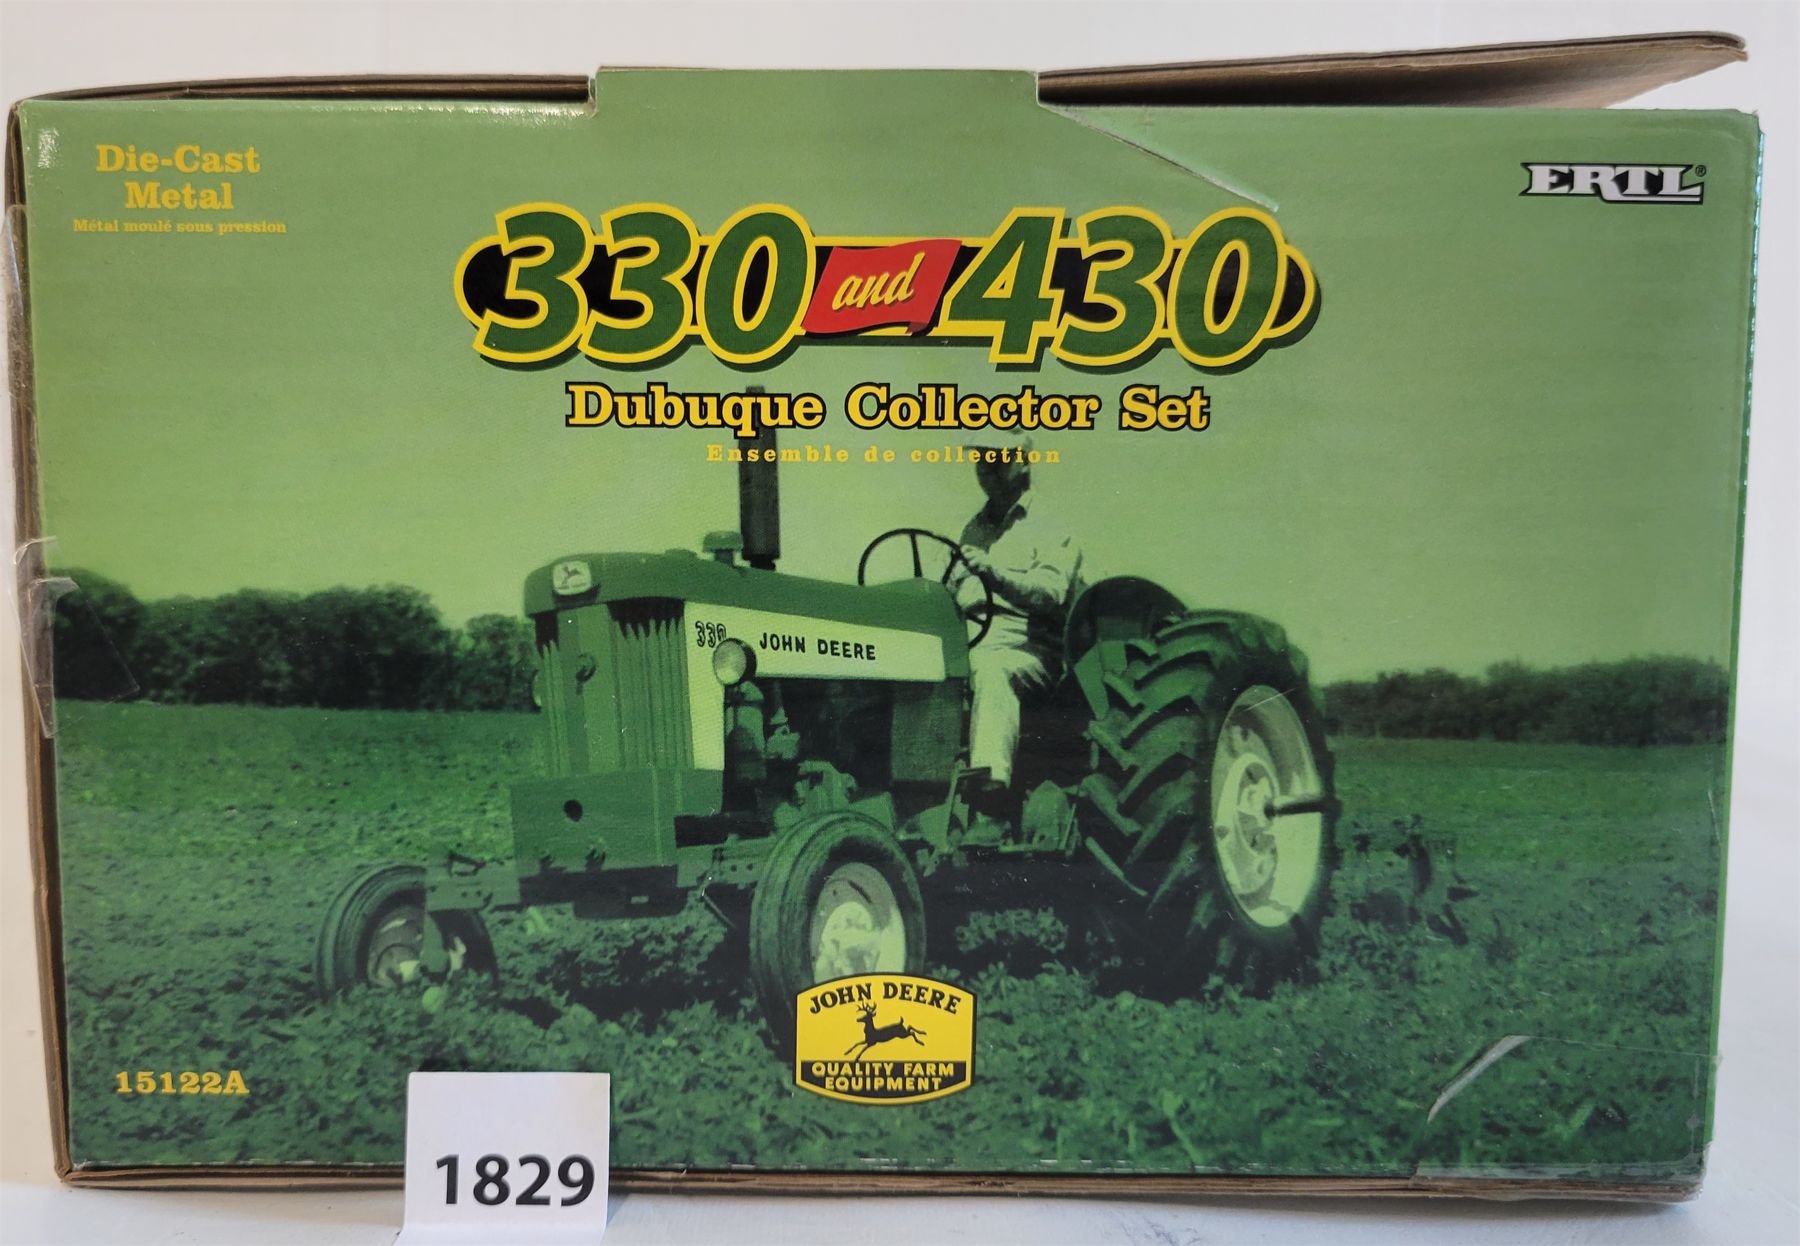 Die-Cast
Metal
Métal moulé sous pression
ERTL®
330 and 430
Dubuque Collector Set
Ensemble de collection
330 JOHN DEERE
JOHN DEERE
QUALITY FARM
EQUIPMENT
15122A
1829